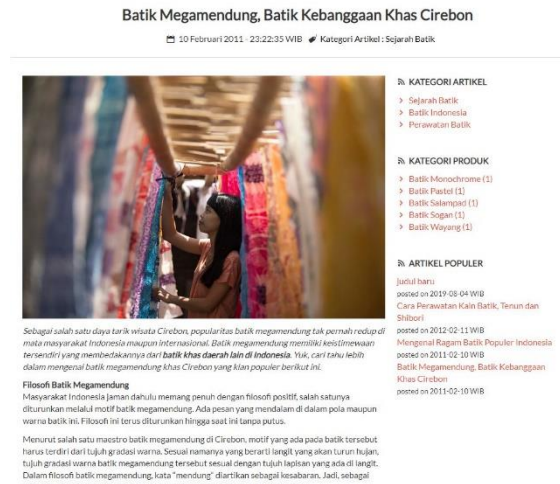 Batik Megamendung, Batik Kebanggaan Khas Cirebon
10 Februari 2011 - 23:22:35 WIB Kategori Artikel : Sejarah Batik
Sebagai salah satu daya tarik wisata Cirebon, popularitas batik megamendung tak pernah redup di
mata masyarakat Indonesia maupun internasional. Batik megamendung memiliki keistimewaan
tersendiri yang membedakannya dari batik khas daerah lain di Indonesia. Yuk, cari tahu lebih
dalam mengenai batik megamendung khas Cirebon yang kian populer berikut ini.
Filosofi Batik Megamendung
Masyarakat Indonesia jaman dahulu memang penuh dengan filosofi positif, salah satunya
diturunkan melalui motif batik megamendung. Ada pesan yang mendalam di dalam pola maupun
warna batik ini. Filosofi ini terus diturunkan hingga saat ini tanpa putus.
Menurut salah satu maestro batik megamendung di Cirebon, motif yang ada pada batik tersebut
harus terdiri dari tujuh gradasi warna. Sesuai namanya yang berarti langit yang akan turun hujan,
tujuh gradasi warna batik megamendung tersebut sesuai dengan tujuh lapisan yang ada di langit.
Dalam filosofi batik megamendung, kata "mendung" diartikan sebagai kesabaran. Jadi, sebagai
KATEGORI ARTIKEL
> Sejarah Batik
> Batik Indonesia
> Perawatan Batik
KATEGORI PRODUK
> Batik Monochrome (1)
> Batik Pastel (1)
> Batik Salampad (1)
> Batik Sogan (1)
> Batik Wayang (1)
ARTIKEL POPULER
judul baru
posted on 2019-08-04 WIB
Cara Perawatan Kain Batik, Tenun dan
Shibori
posted on 2012-02-11 WIB
Mengenal Ragam Batik Populer Indonesia
posted on 2011-02-10 WIB
Batik Megamendung, Batik Kebanggaan
Khas Cirebon
posted on 2011-02-10 WIB